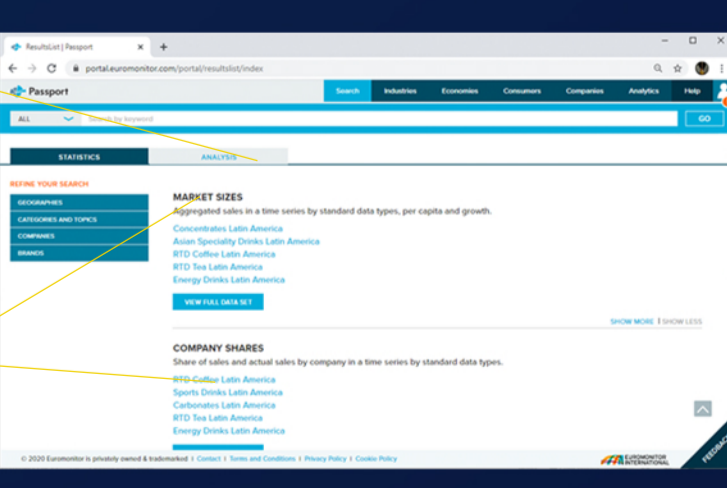 ResultsList | Passport
portal.euromonitor.com/portal/resultslist/index
Passport
Search Industries Economies Consumers Companies Analytics Help
ALL Search by keyword GO
STATISTICS ANALYSIS
REFINE YOUR SEARCH
GEOGRAPHIES
CATEGORIES AND TOPICS
COMPANIES
BRANDS
MARKET SIZES
Aggregated sales in a time series by standard data types, per capita and growth.
Concentrates Latin America
Asian Speciality Drinks Latin America
RTD Coffee Latin America
RTD Tea Latin America
Energy Drinks Latin America
VIEW FULL DATA SET
SHOW MORE | SHOW LESS
COMPANY SHARES
Share of sales and actual sales by company in a time series by standard data types.
RTD Coffee Latin America
Sports Drinks Latin America
Carbonates Latin America
RTD Tea Latin America
Energy Drinks Latin America
© 2020 Euromonitor is privately owned & trademarked | Contact | Terms and Conditions | Privacy Policy | Cookie Policy
EUROMONITOR
INTERNATIONAL
FEEDBACK